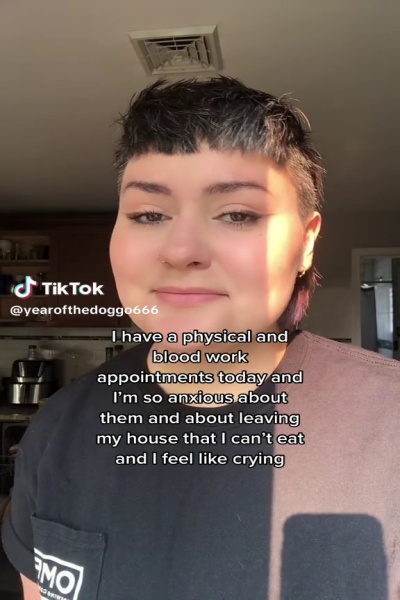 TikTok
@yearofthedoggo666
I have a physical and
blood work
appointments today and
I'm so anxious about
them and about leaving
my house that I can't eat
and I feel like crying